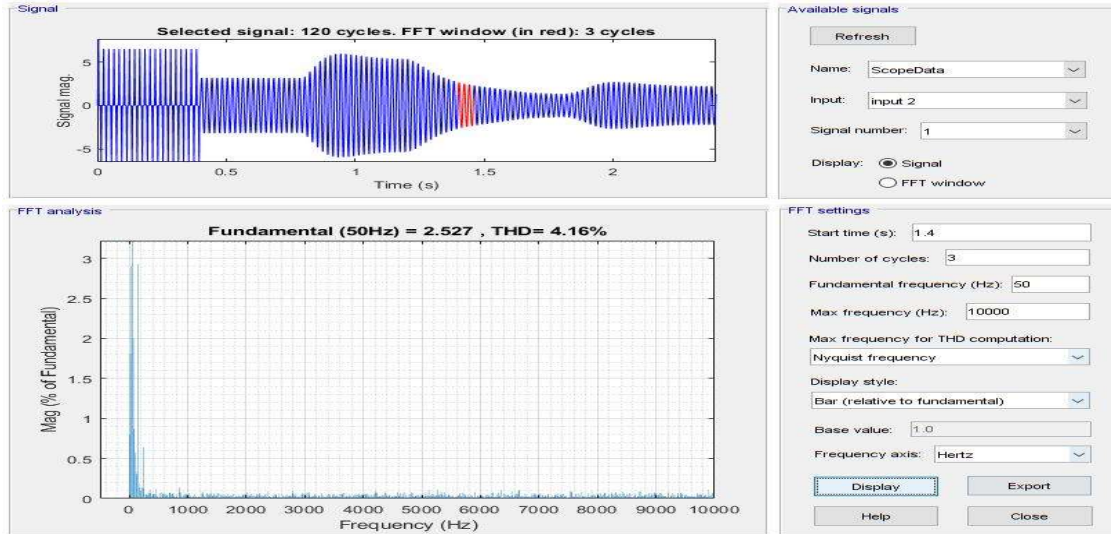 Signal
Selected signal: 120 cycles. FFT window (in red): 3 cycles
Signal mag.
5
0
-5
0
0.5
1
1.5
2
Time (s)
Available signals
Refresh
Name: ScopeData
Input: input 2
Signal number: 1
Display: Signal
FFT window
FFT analysis
Fundamental (50Hz) = 2.527 , THD= 4.16%
Mag (% of Fundamental)
3
2.5
2
1.5
1
0.5
0
0 1000 2000 3000 4000 5000 6000 7000 8000 9000 10000
Frequency (Hz)
FFT settings
Start time (s): 1.4
Number of cycles: 3
Fundamental frequency (Hz): 50
Max frequency (Hz): 10000
Max frequency for THD computation:
Nyquist frequency
Display style:
Bar (relative to fundamental)
Base value: 1.0
Frequency axis: Hertz
Display Export
Help Close